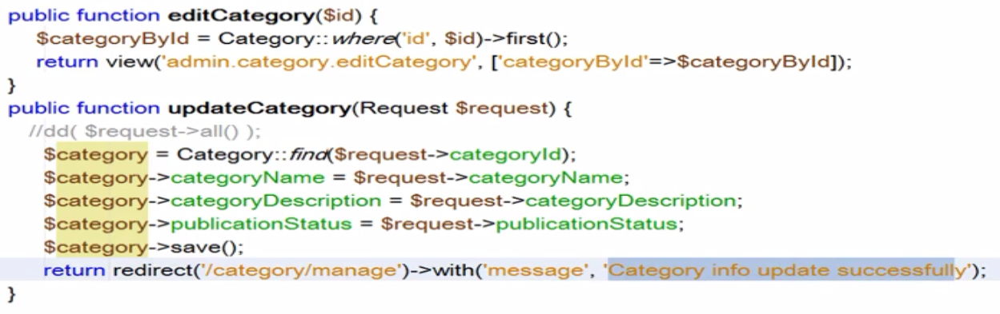 public function editCategory($id) {
$categoryById = Category::where('id', $id)->first();
return view('admin.category.editCategory', ['categoryById'=>$categoryById]);
}
public function updateCategory(Request $request) {
//dd( $request->all() );
$category = Category::find($request->categoryId);
$category->categoryName = $request->categoryName;
$category->categoryDescription = $request->categoryDescription;
$category->publicationStatus = $request->publicationStatus;
$category->save();
return redirect('/category/manage')->with('message', 'Category info update successfully');
}